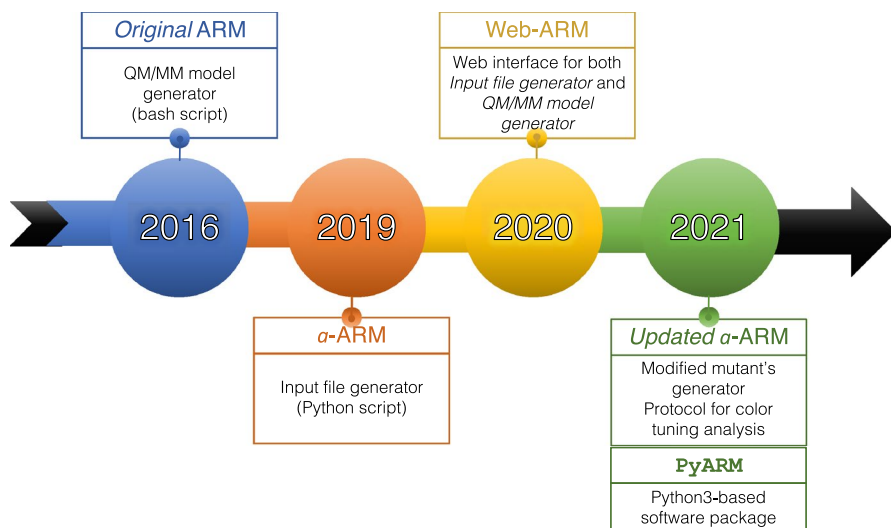 Original ARM
QM/MM model
generator
(bash script)
Web-ARM
Web interface for both
Input file generator and
QM/MM model
generator
2016
2019
2020
2021
α-ARM
Input file generator
(Python script)
Updated α-ARM
Modified mutant’s
generator
Protocol for color
tuning analysis
PyARM
Python3-based
software package